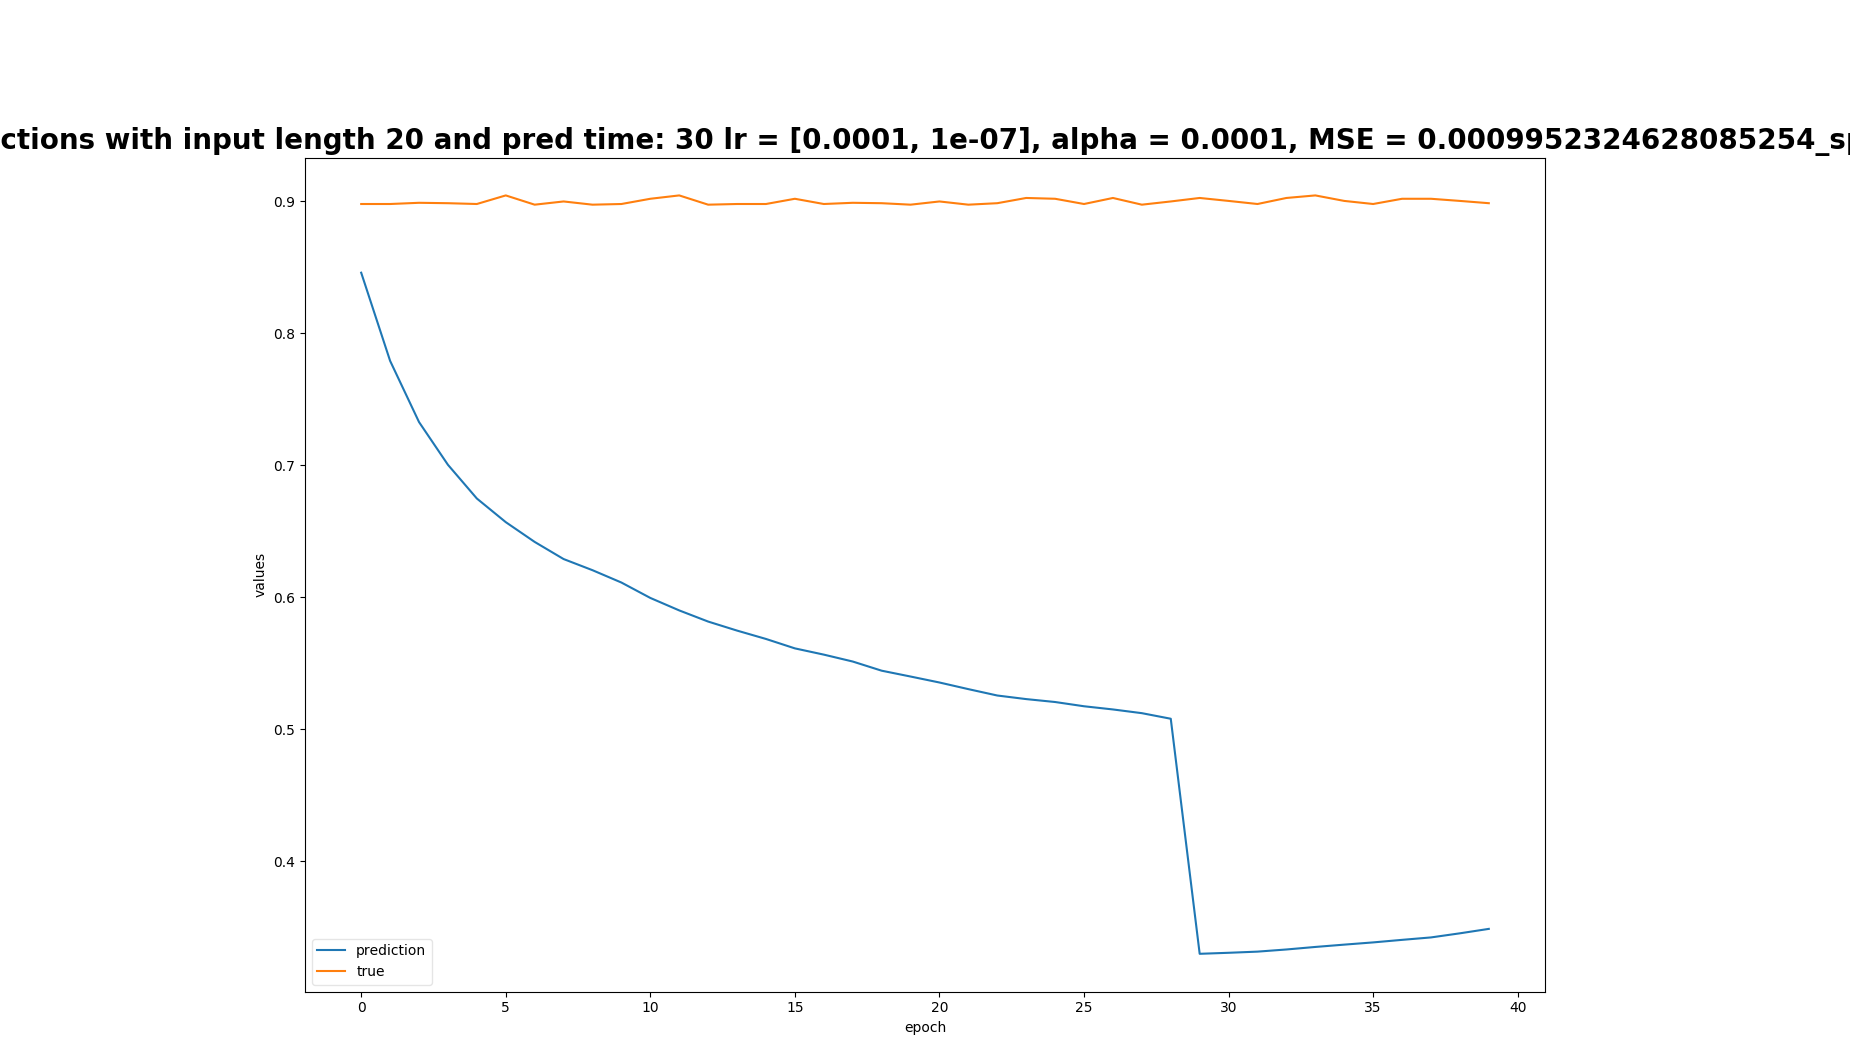 ctions with input length 20 and pred time: 30 lr = [0.0001, 1e-07], alpha = 0.0001, MSE = 0.0009952324628085254_sp
0.9
0.8
0.7
0.6
0.5
0.4
values
prediction
true
0 5 10 15 20 25 30 35 40
epoch